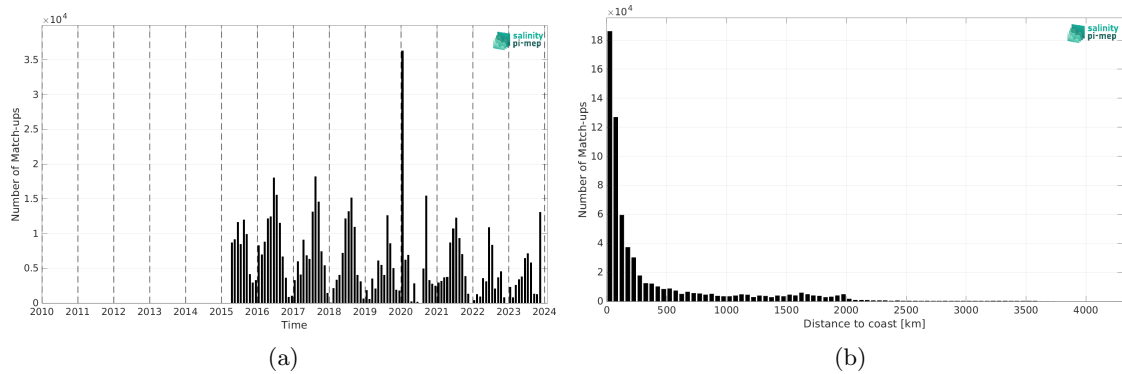 ×10⁴
3.5
3
2.5
2
1.5
1
0.5
0
Number of Match-ups
2010 2011 2012 2013 2014 2015 2016 2017 2018 2019 2020 2021 2022 2023 2024
Time
salinity
pi-mep
(a)
×10⁴
18
16
14
12
10
8
6
4
2
0
Number of Match-ups
0 500 1000 1500 2000 2500 3000 3500 4000
Distance to coast [km]
salinity
pi-mep
(b)